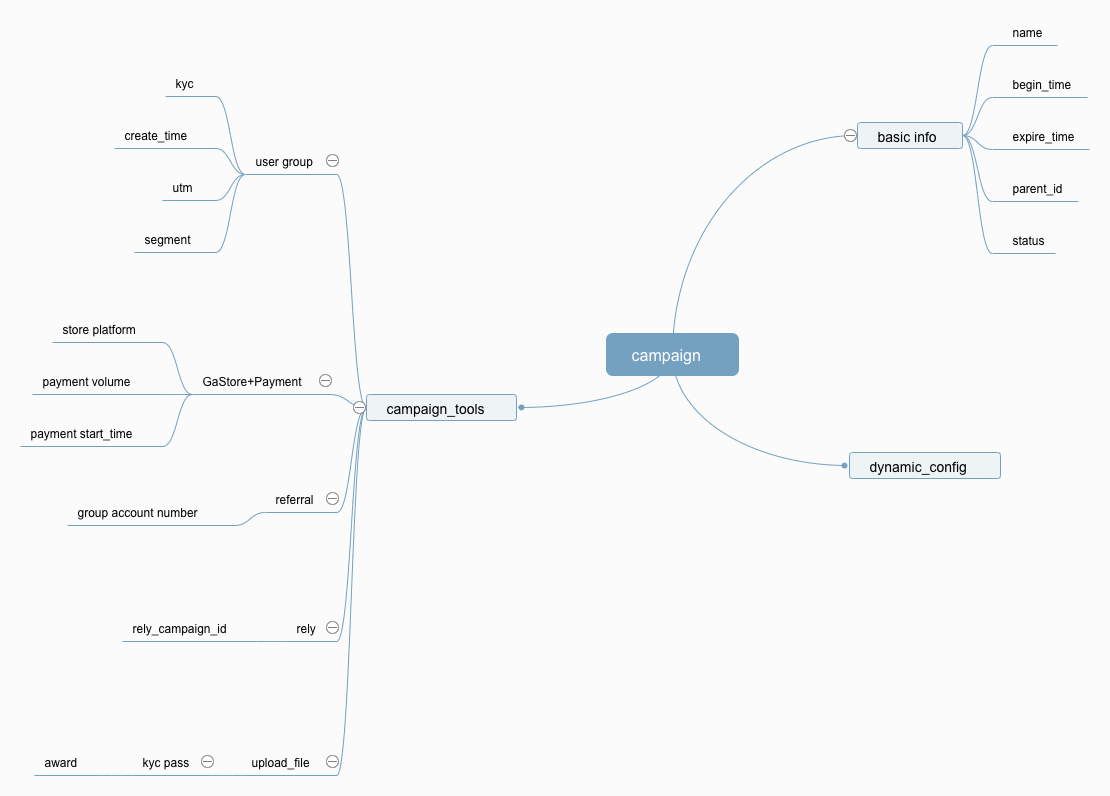 campaign
basic info
name
begin_time
expire_time
parent_id
status
dynamic_config
campaign_tools
user group
kyc
create_time
utm
segment
GaStore+Payment
store platform
payment volume
payment start_time
referral
group account number
rely
rely_campaign_id
upload_file
kyc pass
award